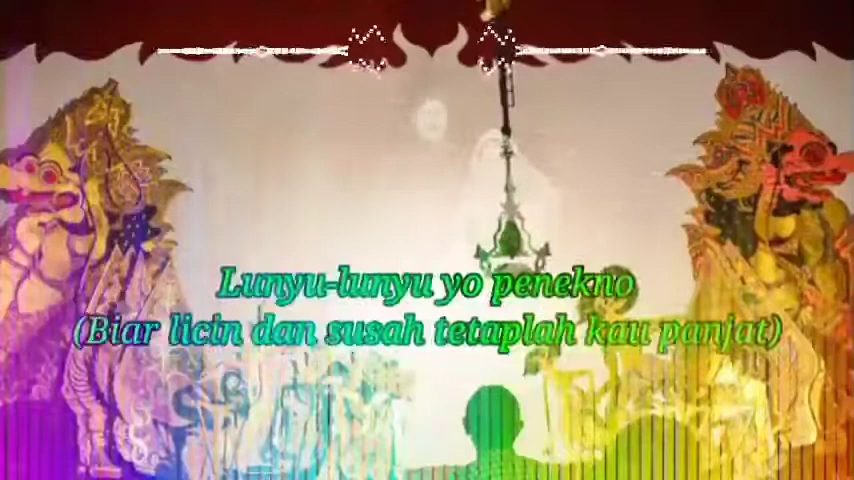 Lunyu-lunyu yo penekno
(Biar licin dan susah tetaplah kau panjat)